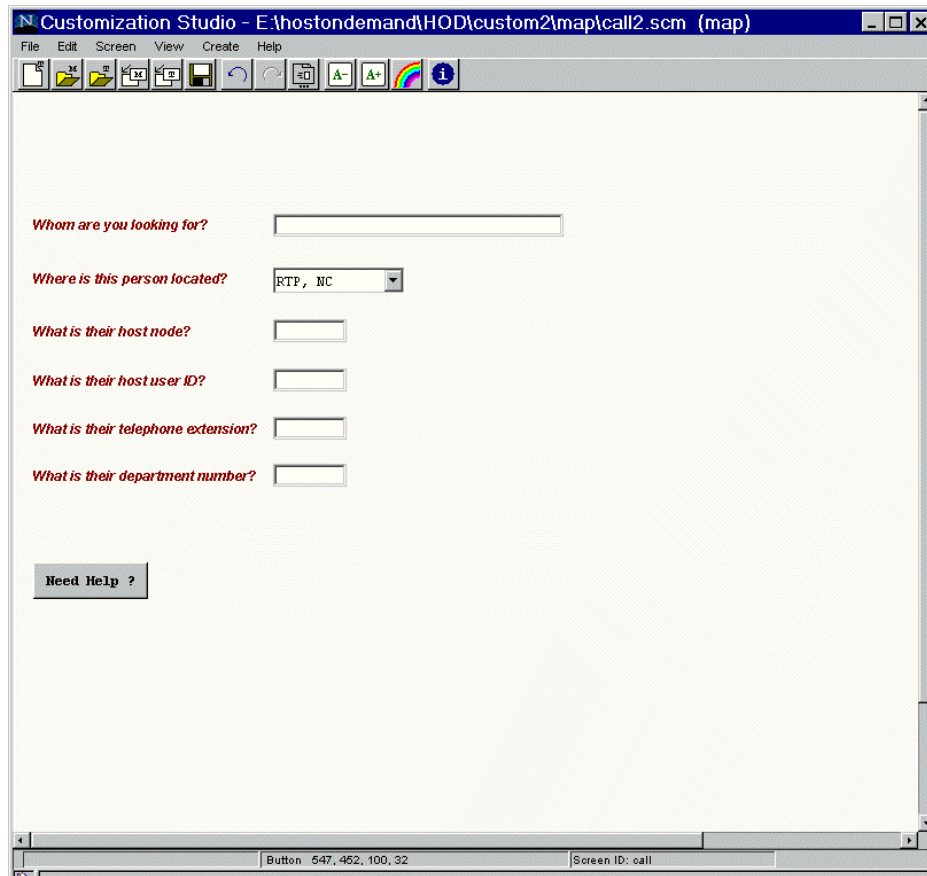 Customization Studio - E:\hostondemand\HOD\custom2\map\call2.scm (map)
File Edit Screen View Create Help
T M T M T A- A+ i
Whom are you looking for?
Where is this person located? RTP, NC
What is their host node?
What is their host user ID?
What is their telephone extension?
What is their department number?
Need Help ?
Button 547, 452, 100, 32 Screen ID: call